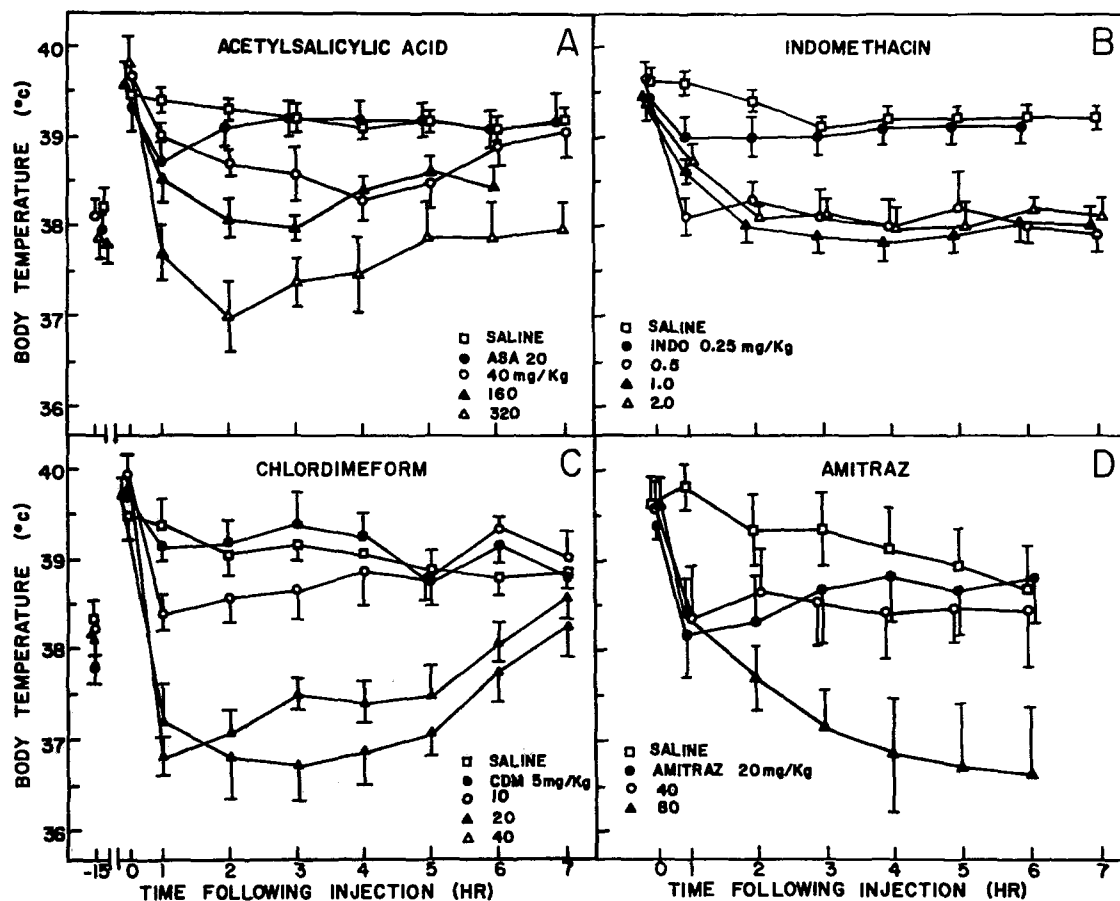 ACETYLSALICYLIC ACID
A
BODY TEMPERATURE (°C)
40
39
38
37
36
□ SALINE
● ASA 20
○ 40 mg/Kg
▲ 160
△ 320
INDOMETHACIN
B
□ SALINE
● INDO 0.25 mg/Kg
○ 0.5
▲ 1.0
△ 2.0
CHLORDIMEFORM
C
BODY TEMPERATURE (°C)
40
39
38
37
36
□ SALINE
● CDM 5mg/Kg
○ 10
▲ 20
△ 40
-15 0 1 2 3 4 5 6 7
TIME FOLLOWING INJECTION (HR)
AMITRAZ
D
□ SALINE
● AMITRAZ 20mg/Kg
○ 40
▲ 80
0 1 2 3 4 5 6 7
TIME FOLLOWING INJECTION (HR)